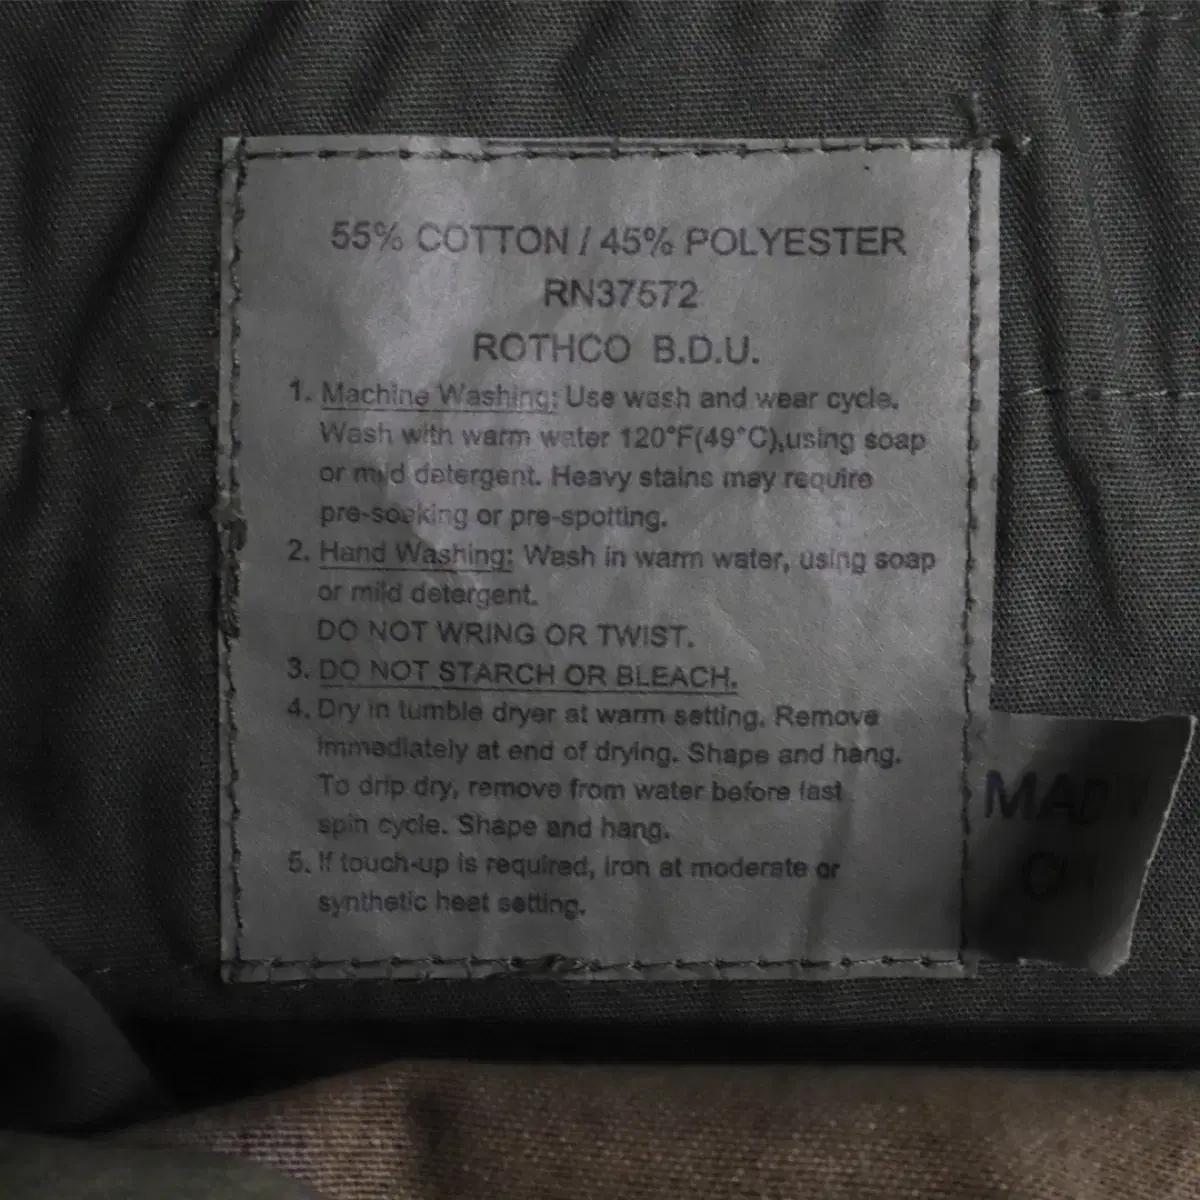 55% COTTON / 45% POLYESTER
RN37572
ROTHCO B.D.U.
1. Machine Washing: Use wash and wear cycle.
Wash with warm water 120°F(49°C),using soap
or mild detergent. Heavy stains may require
pre-soaking or pre-spotting.
2. Hand Washing: Wash in warm water, using soap
or mild detergent.
DO NOT WRING OR TWIST.
3. DO NOT STARCH OR BLEACH.
4. Dry in tumble dryer at warm setting. Remove
immediately at end of drying. Shape and hang.
To drip dry, remove from water before last
spin cycle. Shape and hang.
5. If touch-up is required, iron at moderate or
synthetic heat setting.